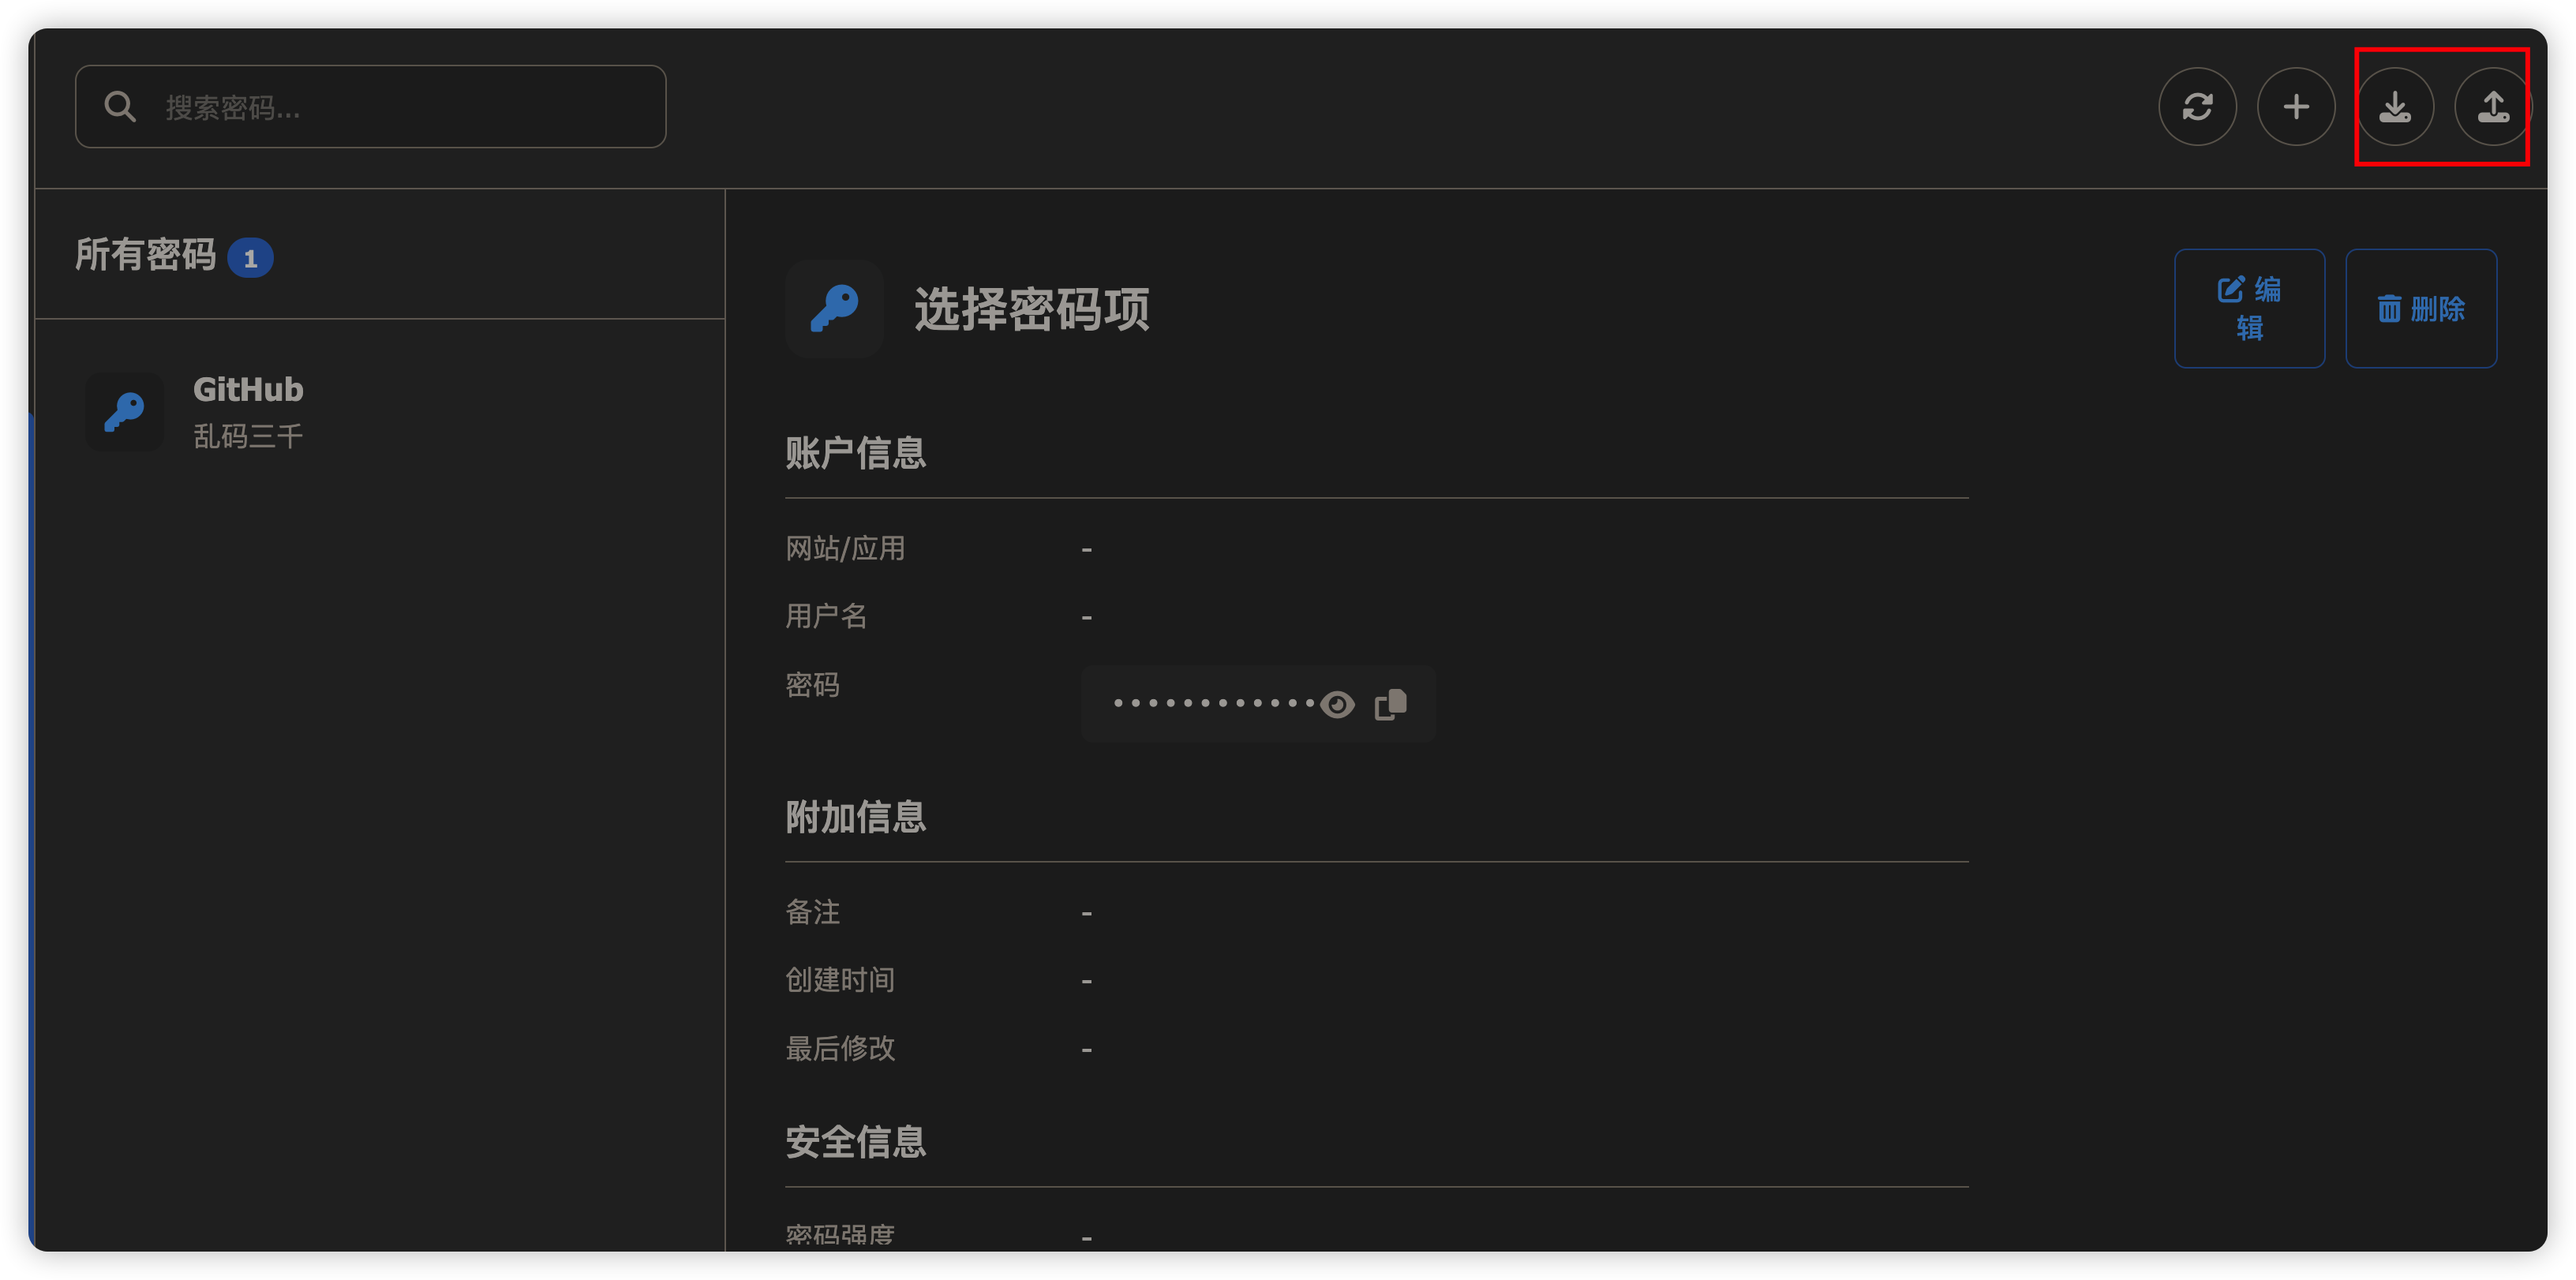 搜索密码...
所有密码 1
GitHub
乱码三千
选择密码项
编
辑
删除
账户信息
网站/应用 -
用户名 -
密码 ••••••••••••
附加信息
备注 -
创建时间 -
最后修改 -
安全信息
密码强度 -